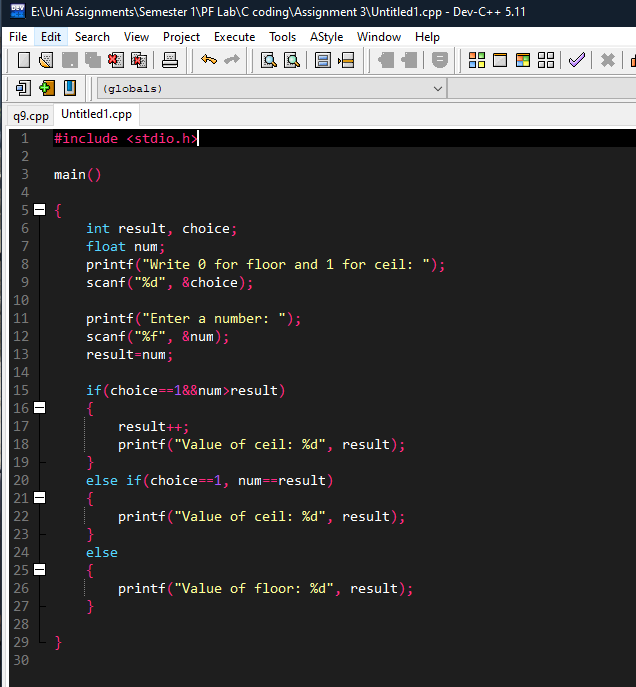 E:\Uni Assignments\Semester 1\PF Lab\C coding\Assignment 3\Untitled1.cpp - Dev-C++ 5.11
File Edit Search View Project Execute Tools AStyle Window Help
(globals)
q9.cpp Untitled1.cpp
1 #include <stdio.h>
2
3 main()
4
5 {
6 int result, choice;
7 float num;
8 printf("Write 0 for floor and 1 for ceil: ");
9 scanf("%d", &choice);
10
11 printf("Enter a number: ");
12 scanf("%f", &num);
13 result=num;
14
15 if(choice==1&&num>result)
16 {
17 result++;
18 printf("Value of ceil: %d", result);
19 }
20 else if(choice==1, num==result)
21 {
22 printf("Value of ceil: %d", result);
23 }
24 else
25 {
26 printf("Value of floor: %d", result);
27 }
28
29 }
30